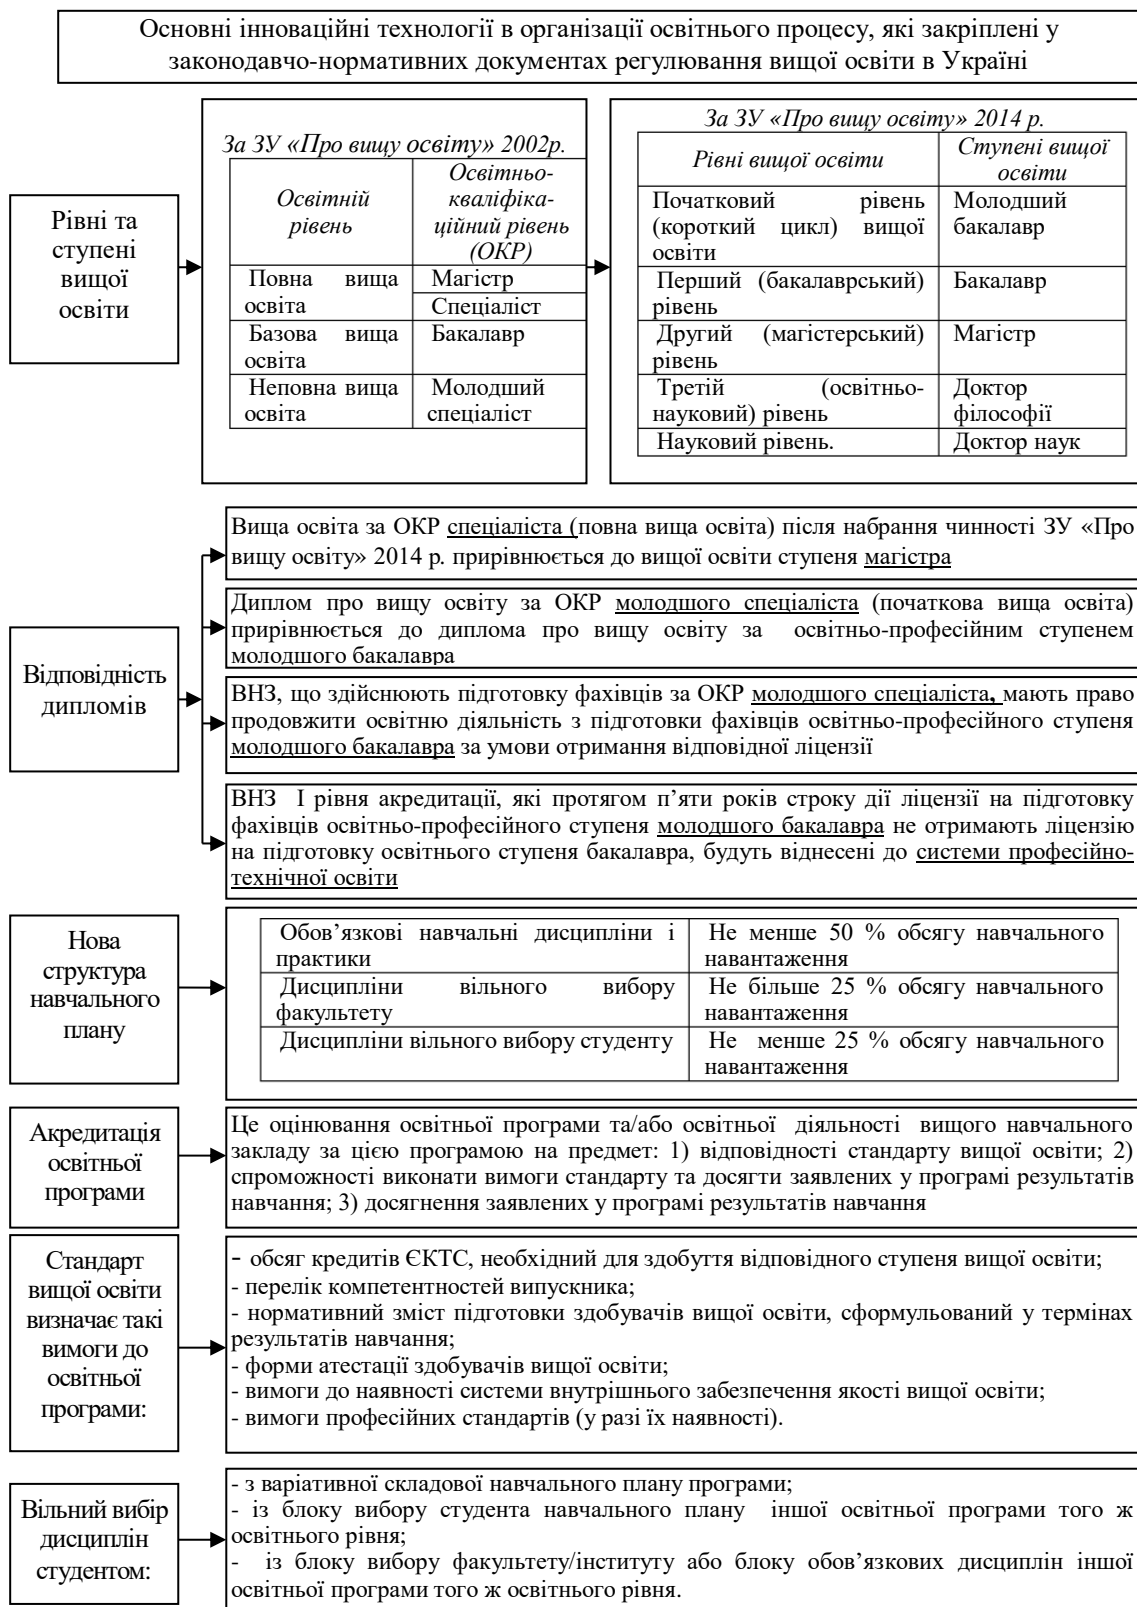 Основні інноваційні технології в організації освітнього процесу, які закріплені у
законодавчо-нормативних документах регулювання вищої освіти в Україні
Рівні та
ступені
вищої
освіти
За ЗУ «Про вищу освіту» 2002р.
Освітній
рівень
Освітньо-
кваліфіка-
ційний рівень
(ОКР)
Повна вища
освіта
Магістр
Спеціаліст
Базова вища
освіта
Бакалавр
Неповна вища
освіта
Молодший
спеціаліст
За ЗУ «Про вищу освіту» 2014 р.
Рівні вищої освіти
Ступені вищої
освіти
Початковий рівень
(короткий цикл) вищої
освіти
Молодший
бакалавр
Перший (бакалаврський)
рівень
Бакалавр
Другий (магістерський)
рівень
Магістр
Третій (освітньо-
науковий) рівень
Доктор
філософії
Науковий рівень.
Доктор наук
Відповідність
дипломів
Вища освіта за ОКР спеціаліста (повна вища освіта) після набрання чинності ЗУ «Про
вищу освіту» 2014 р. прирівнюється до вищої освіти ступеня магістра
Диплом про вищу освіту за ОКР молодшого спеціаліста (початкова вища освіта)
прирівнюється до диплома про вищу освіту за освітньо-професійним ступенем
молодшого бакалавра
ВНЗ, що здійснюють підготовку фахівців за ОКР молодшого спеціаліста, мають право
продовжити освітню діяльність з підготовки фахівців освітньо-професійного ступеня
молодшого бакалавра за умови отримання відповідної ліцензії
ВНЗ І рівня акредитації, які протягом п’яти років строку дії ліцензії на підготовку
фахівців освітньо-професійного ступеня молодшого бакалавра не отримають ліцензію
на підготовку освітнього ступеня бакалавра, будуть віднесені до системи професійно-
технічної освіти
Нова
структура
навчального
плану
Обов’язкові навчальні дисципліни і
практики
Не менше 50 % обсягу навчального
навантаження
Дисципліни вільного вибору
факультету
Не більше 25 % обсягу навчального
навантаження
Дисципліни вільного вибору студенту
Не менше 25 % обсягу навчального
навантаження
Акредитація
освітньої
програми
Це оцінювання освітньої програми та/або освітньої діяльності вищого навчального
закладу за цією програмою на предмет: 1) відповідності стандарту вищої освіти; 2)
спроможності виконати вимоги стандарту та досягти заявлених у програмі результатів
навчання; 3) досягнення заявлених у програмі результатів навчання
Стандарт
вищої освіти
визначає такі
вимоги до
освітньої
програми:
- обсяг кредитів ЄКТС, необхідний для здобуття відповідного ступеня вищої освіти;
- перелік компетентностей випускника;
- нормативний зміст підготовки здобувачів вищої освіти, сформульований у термінах
результатів навчання;
- форми атестації здобувачів вищої освіти;
- вимоги до наявності системи внутрішнього забезпечення якості вищої освіти;
- вимоги професійних стандартів (у разі їх наявності).
Вільний вибір
дисциплін
студентом:
- з варіативної складової навчального плану програми;
- із блоку вибору студента навчального плану іншої освітньої програми того ж
освітнього рівня;
- із блоку вибору факультету/інституту або блоку обов’язкових дисциплін іншої
освітньої програми того ж освітнього рівня.